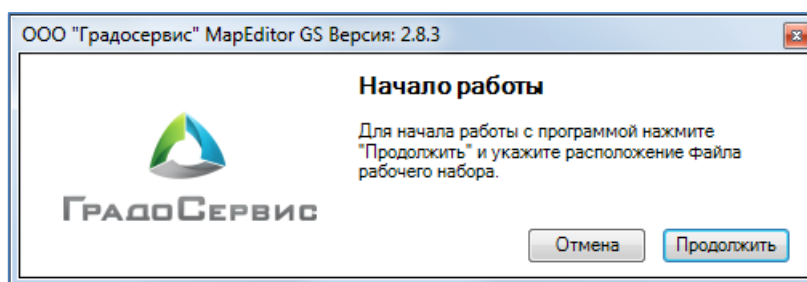 ООО "Градосервис" MapEditor GS Версия: 2.8.3
Начало работы
Для начала работы с программой нажмите
"Продолжить" и укажите расположение файла
рабочего набора.
ГРАДОСЕРВИС
Отмена
Продолжить